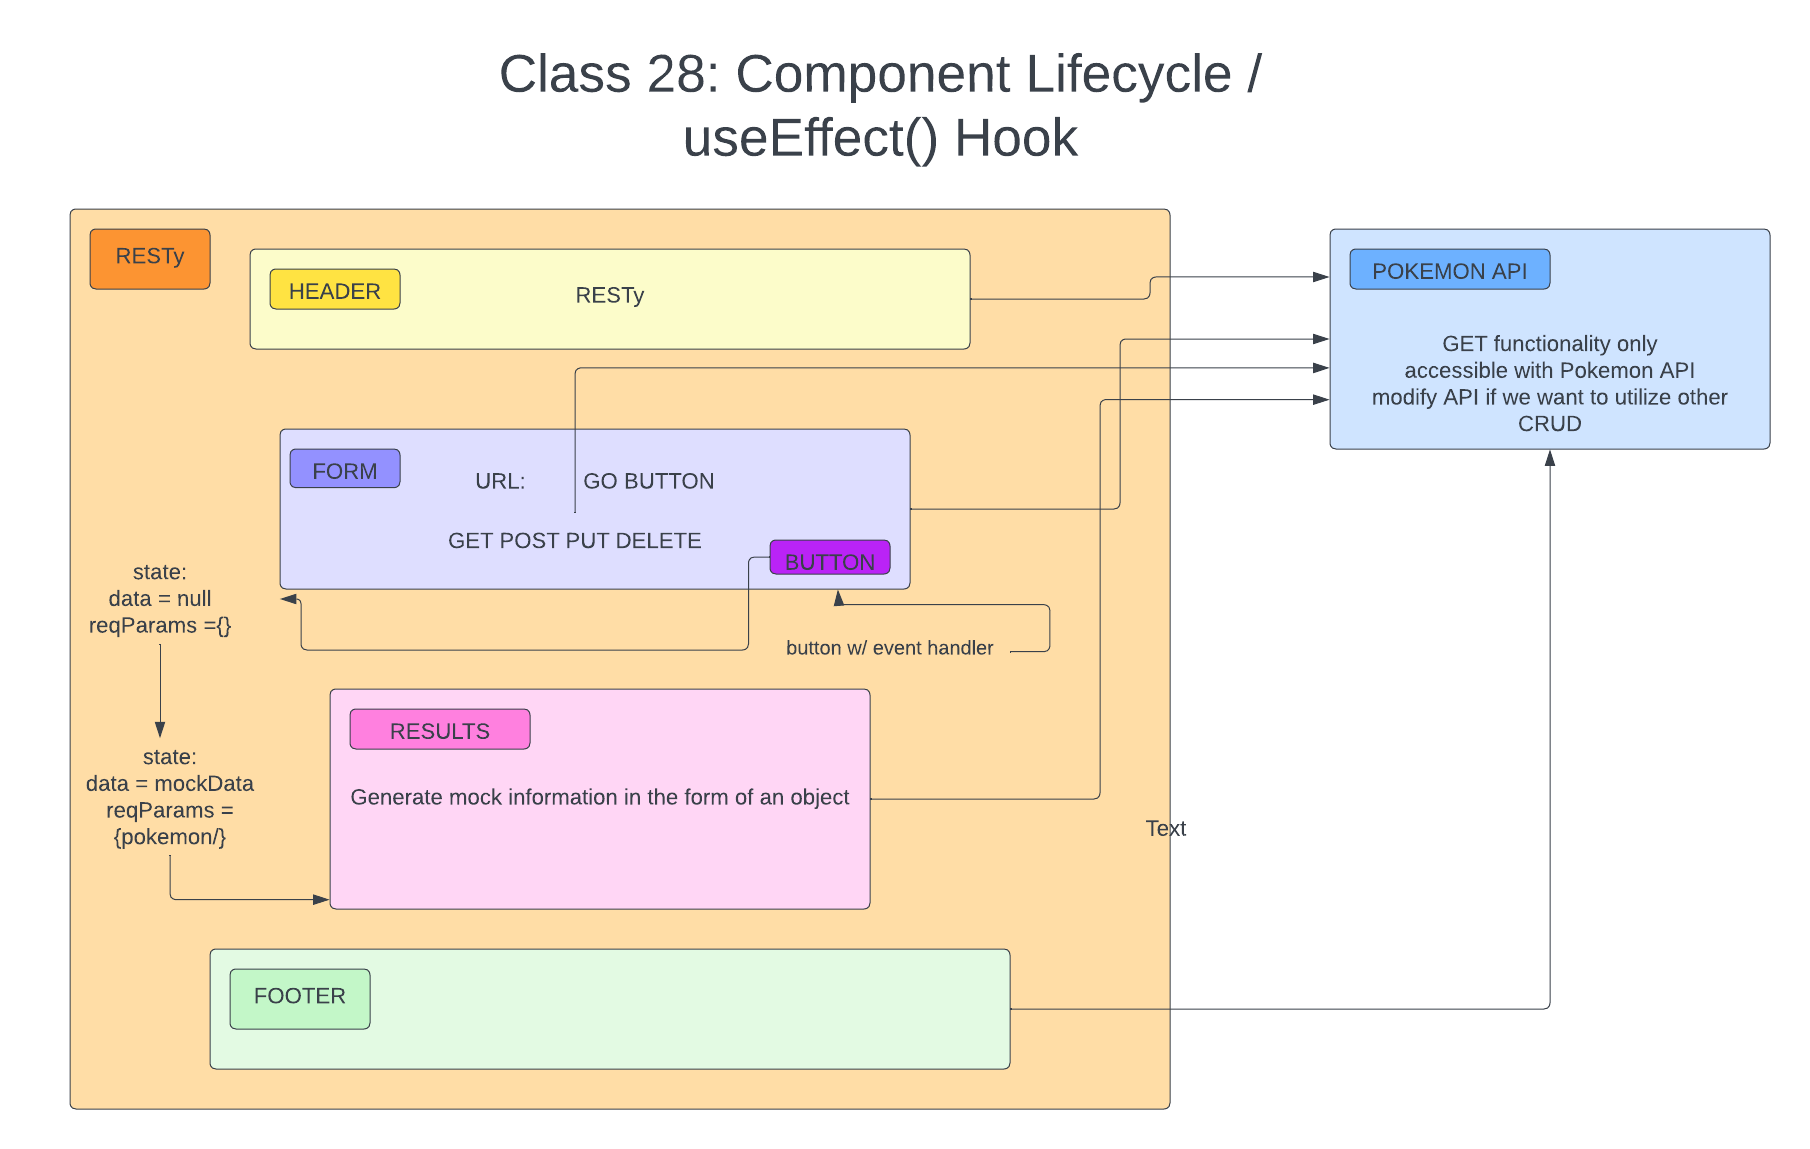 Class 28: Component Lifecycle /
useEffect() Hook
RESTy
HEADER
RESTy
POKEMON API
GET functionality only
accessible with Pokemon API
modify API if we want to utilize other
CRUD
FORM
URL:
GO BUTTON
GET POST PUT DELETE
BUTTON
state:
data = null
reqParams ={}
button w/ event handler
RESULTS
state:
data = mockData
reqParams =
{pokemon/}
Generate mock information in the form of an object
Text
FOOTER